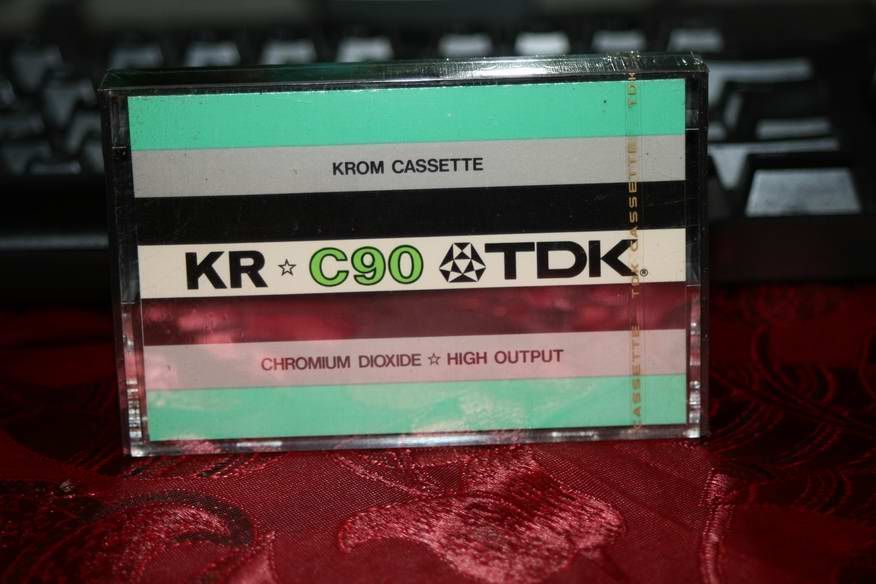 KROM CASSETTE
KR ☆ C90 TDK®
CHROMIUM DIOXIDE ☆ HIGH OUTPUT
CASSETTE TDK CASSETTE TDK